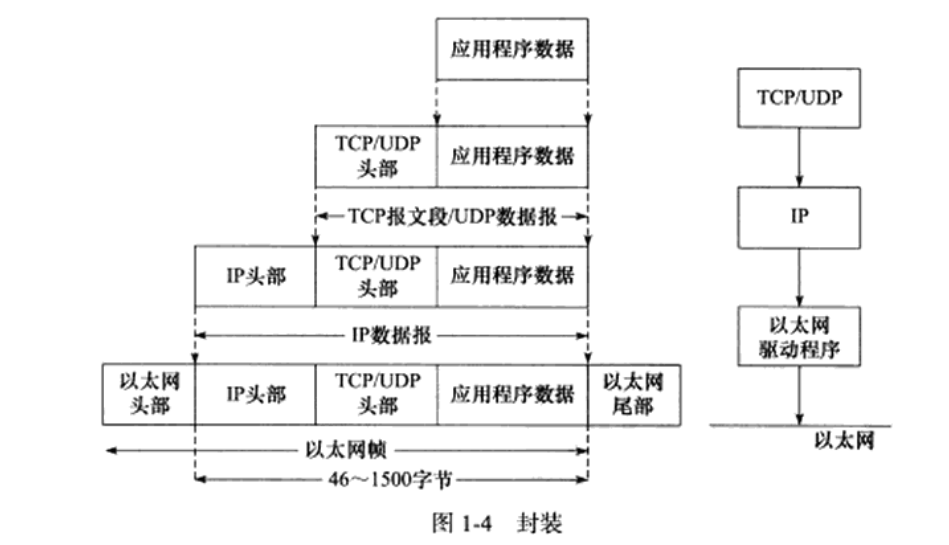 应用程序数据
TCP/UDP
头部
应用程序数据
TCP报文段/UDP数据报
IP头部
TCP/UDP
头部
应用程序数据
IP数据报
以太网
头部
IP头部
TCP/UDP
头部
应用程序数据
以太网
尾部
以太网帧
46～1500字节
TCP/UDP
IP
以太网
驱动程序
以太网
图 1-4 封装